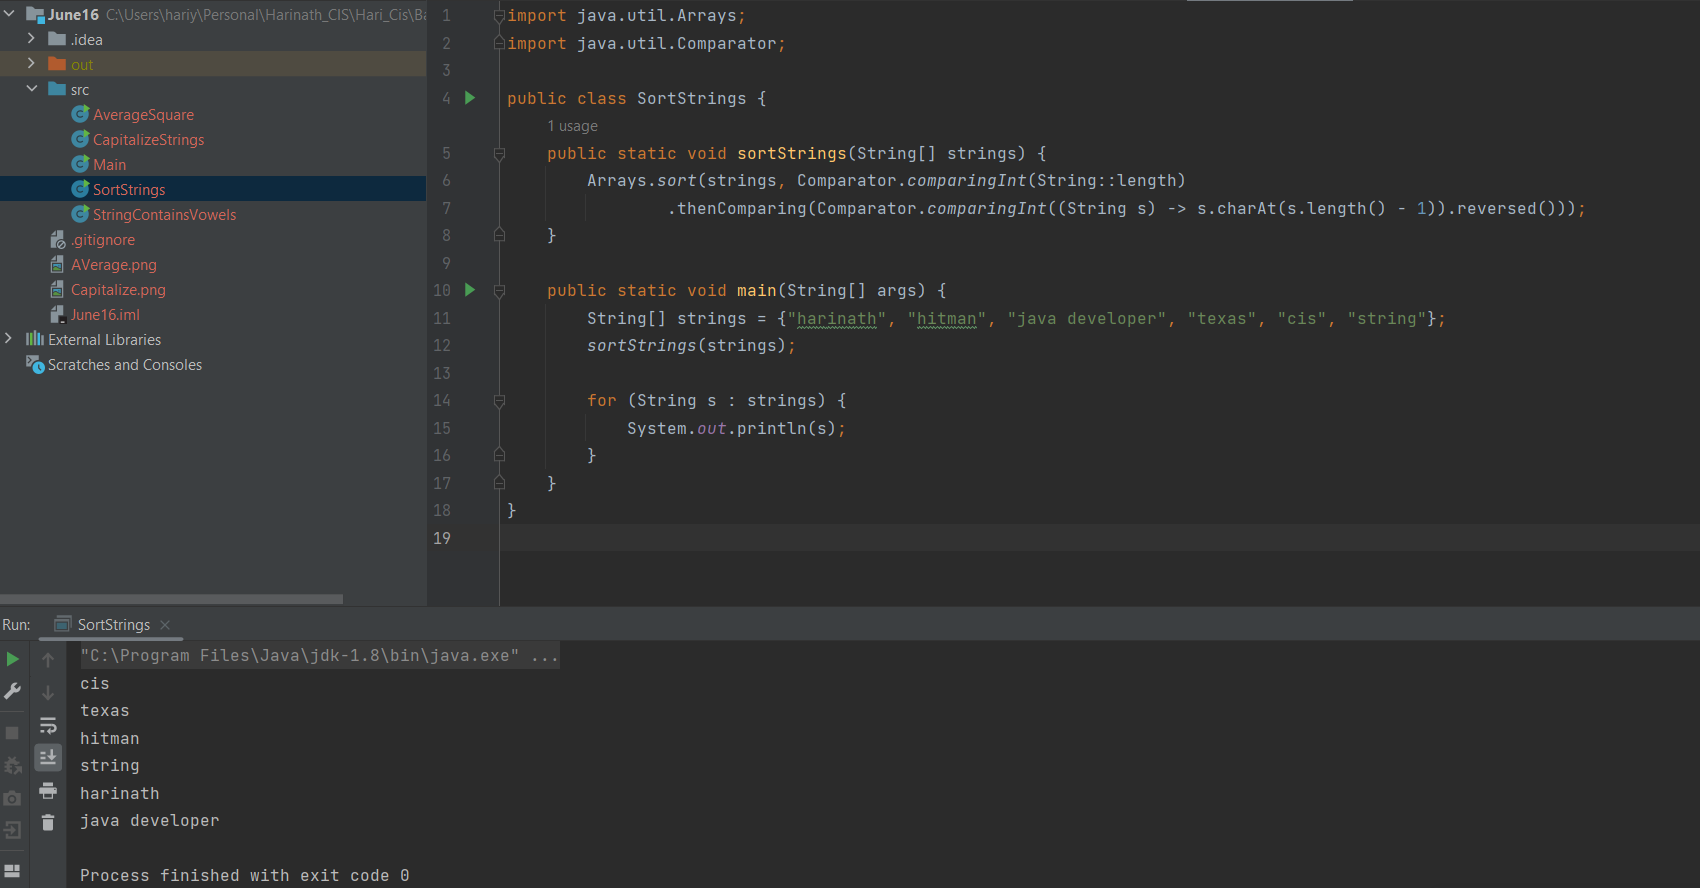 June16 C:\Users\hariy\Personal\Harinath_CIS\Hari_Cis\Ba
.idea
out
src
AverageSquare
CapitalizeStrings
Main
SortStrings
StringContainsVowels
.gitignore
AVerage.png
Capitalize.png
June16.iml
External Libraries
Scratches and Consoles
1 import java.util.Arrays;
2 import java.util.Comparator;
3
4 public class SortStrings {
1 usage
5 public static void sortStrings(String[] strings) {
6 Arrays.sort(strings, Comparator.comparingInt(String::length)
7 .thenComparing(Comparator.comparingInt((String s) -> s.charAt(s.length() - 1)).reversed()));
8 }
9
10 public static void main(String[] args) {
11 String[] strings = {"harinath", "hitman", "java developer", "texas", "cis", "string"};
12 sortStrings(strings);
13
14 for (String s : strings) {
15 System.out.println(s);
16 }
17 }
18 }
19
Run: SortStrings
"C:\Program Files\Java\jdk-1.8\bin\java.exe" ...
cis
texas
hitman
string
harinath
java developer
Process finished with exit code 0